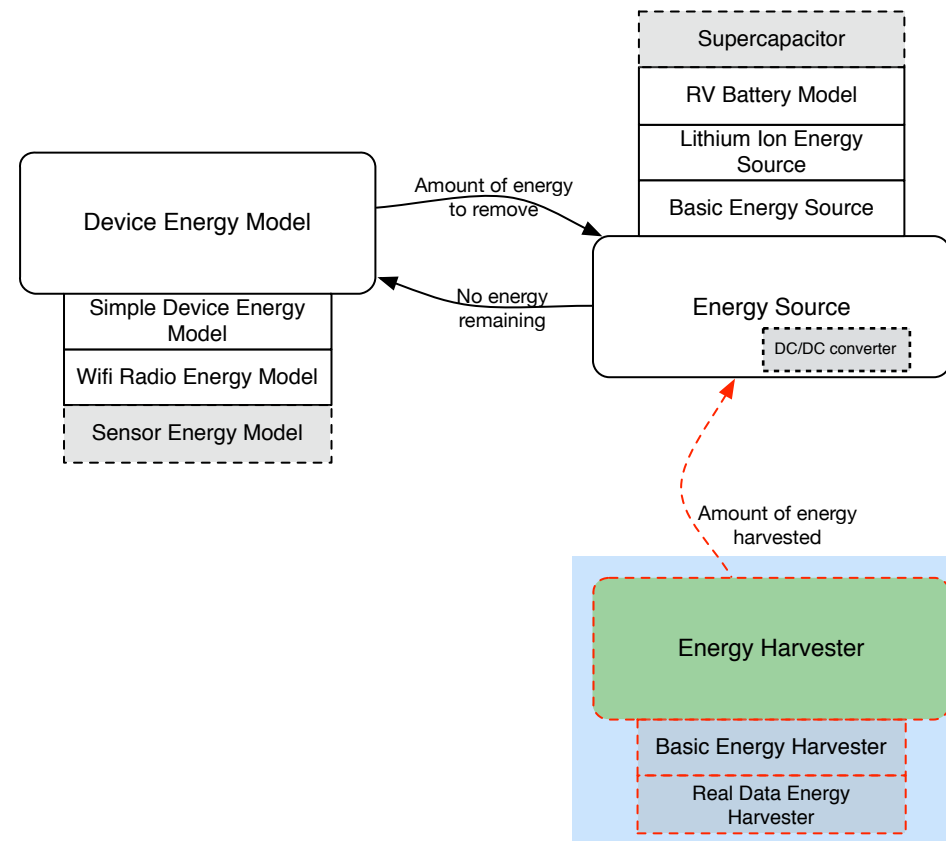 Supercapacitor
RV Battery Model
Lithium Ion Energy
Source
Basic Energy Source
Device Energy Model
Amount of energy
to remove
No energy
remaining
Energy Source
DC/DC converter
Simple Device Energy
Model
Wifi Radio Energy Model
Sensor Energy Model
Amount of energy
harvested
Energy Harvester
Basic Energy Harvester
Real Data Energy
Harvester